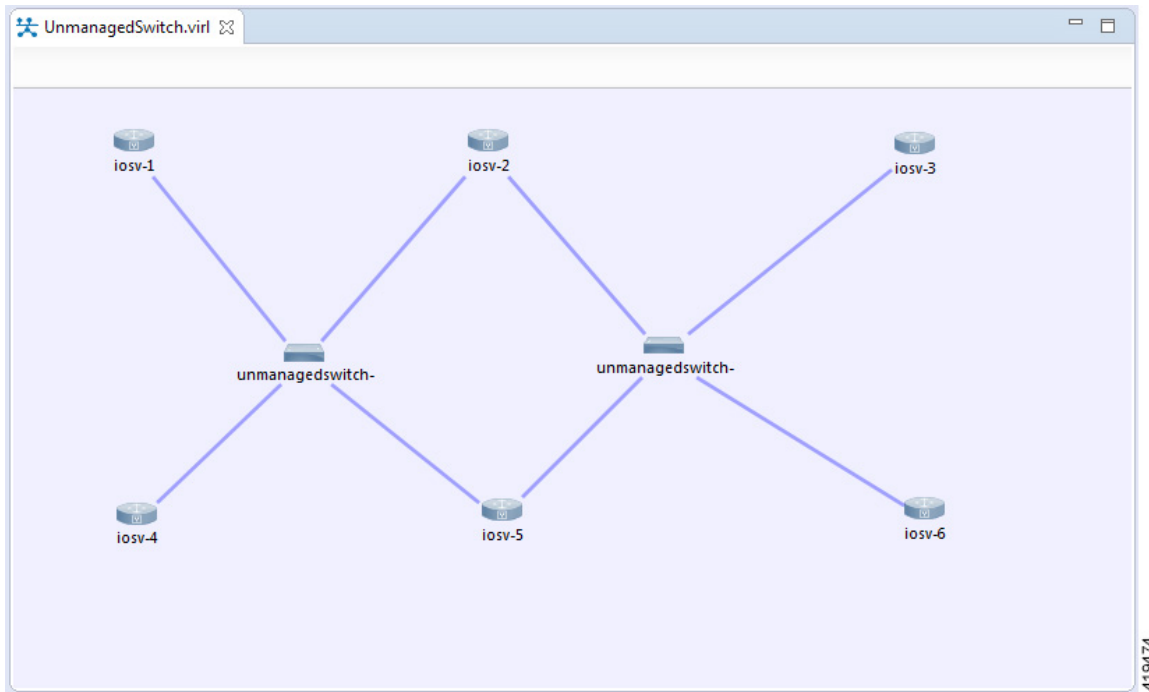 UnmanagedSwitch.virl
iosv-1
iosv-2
iosv-3
unmanagedswitch-
unmanagedswitch-
iosv-4
iosv-5
iosv-6
419474